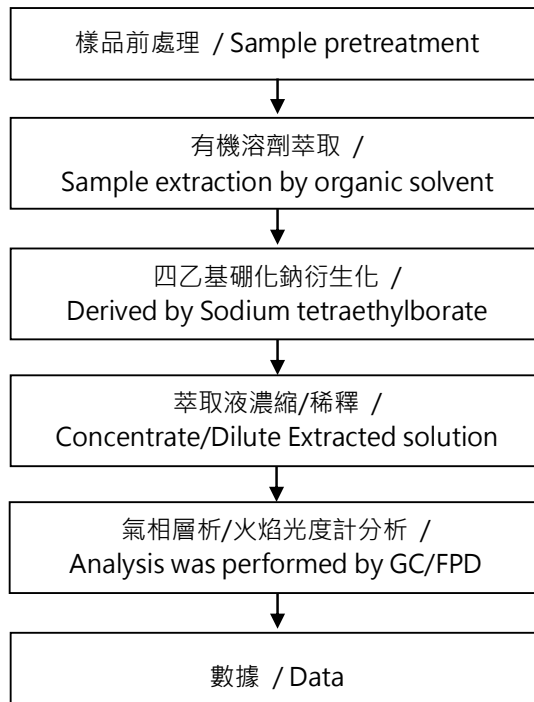 樣品前處理 / Sample pretreatment
有機溶劑萃取 /
Sample extraction by organic solvent
四乙基硼化鈉衍生化 /
Derived by Sodium tetraethylborate
萃取液濃縮/稀釋 /
Concentrate/Dilute Extracted solution
氣相層析/火焰光度計分析 /
Analysis was performed by GC/FPD
數據 / Data